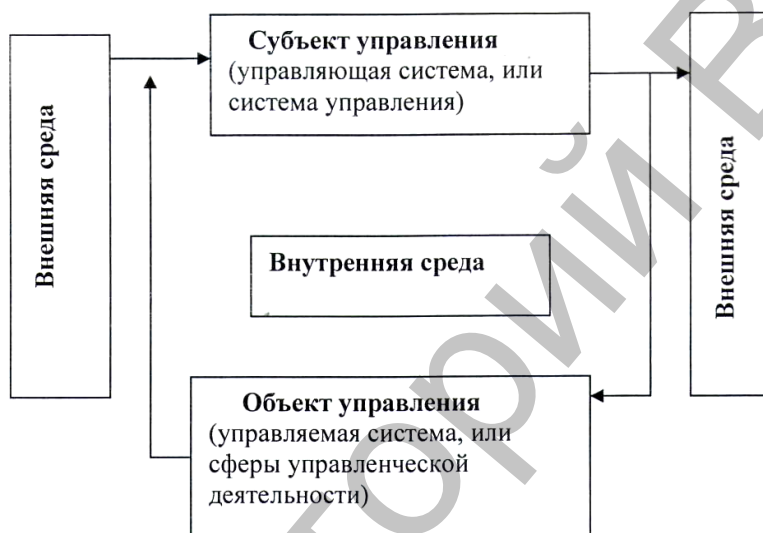 Субъект управления
(управляющая система, или
система управления)
Внешняя среда
Внутренняя среда
Внешняя среда
Объект управления
(управляемая система, или
сферы управленческой
деятельности)